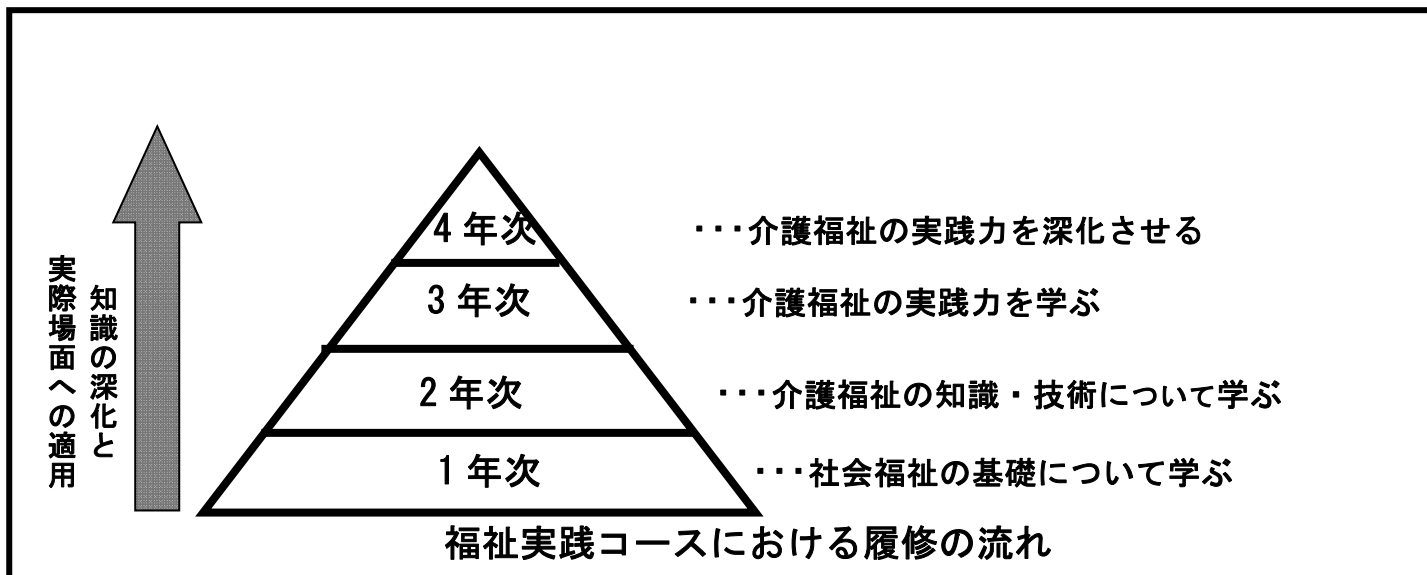 知識の深化と
実際場面への適用
4 年次
・・・介護福祉の実践力を深化させる
3 年次
・・・介護福祉の実践力を学ぶ
2 年次
・・・介護福祉の知識・技術について学ぶ
1 年次
・・・社会福祉の基礎について学ぶ
福祉実践コースにおける履修の流れ